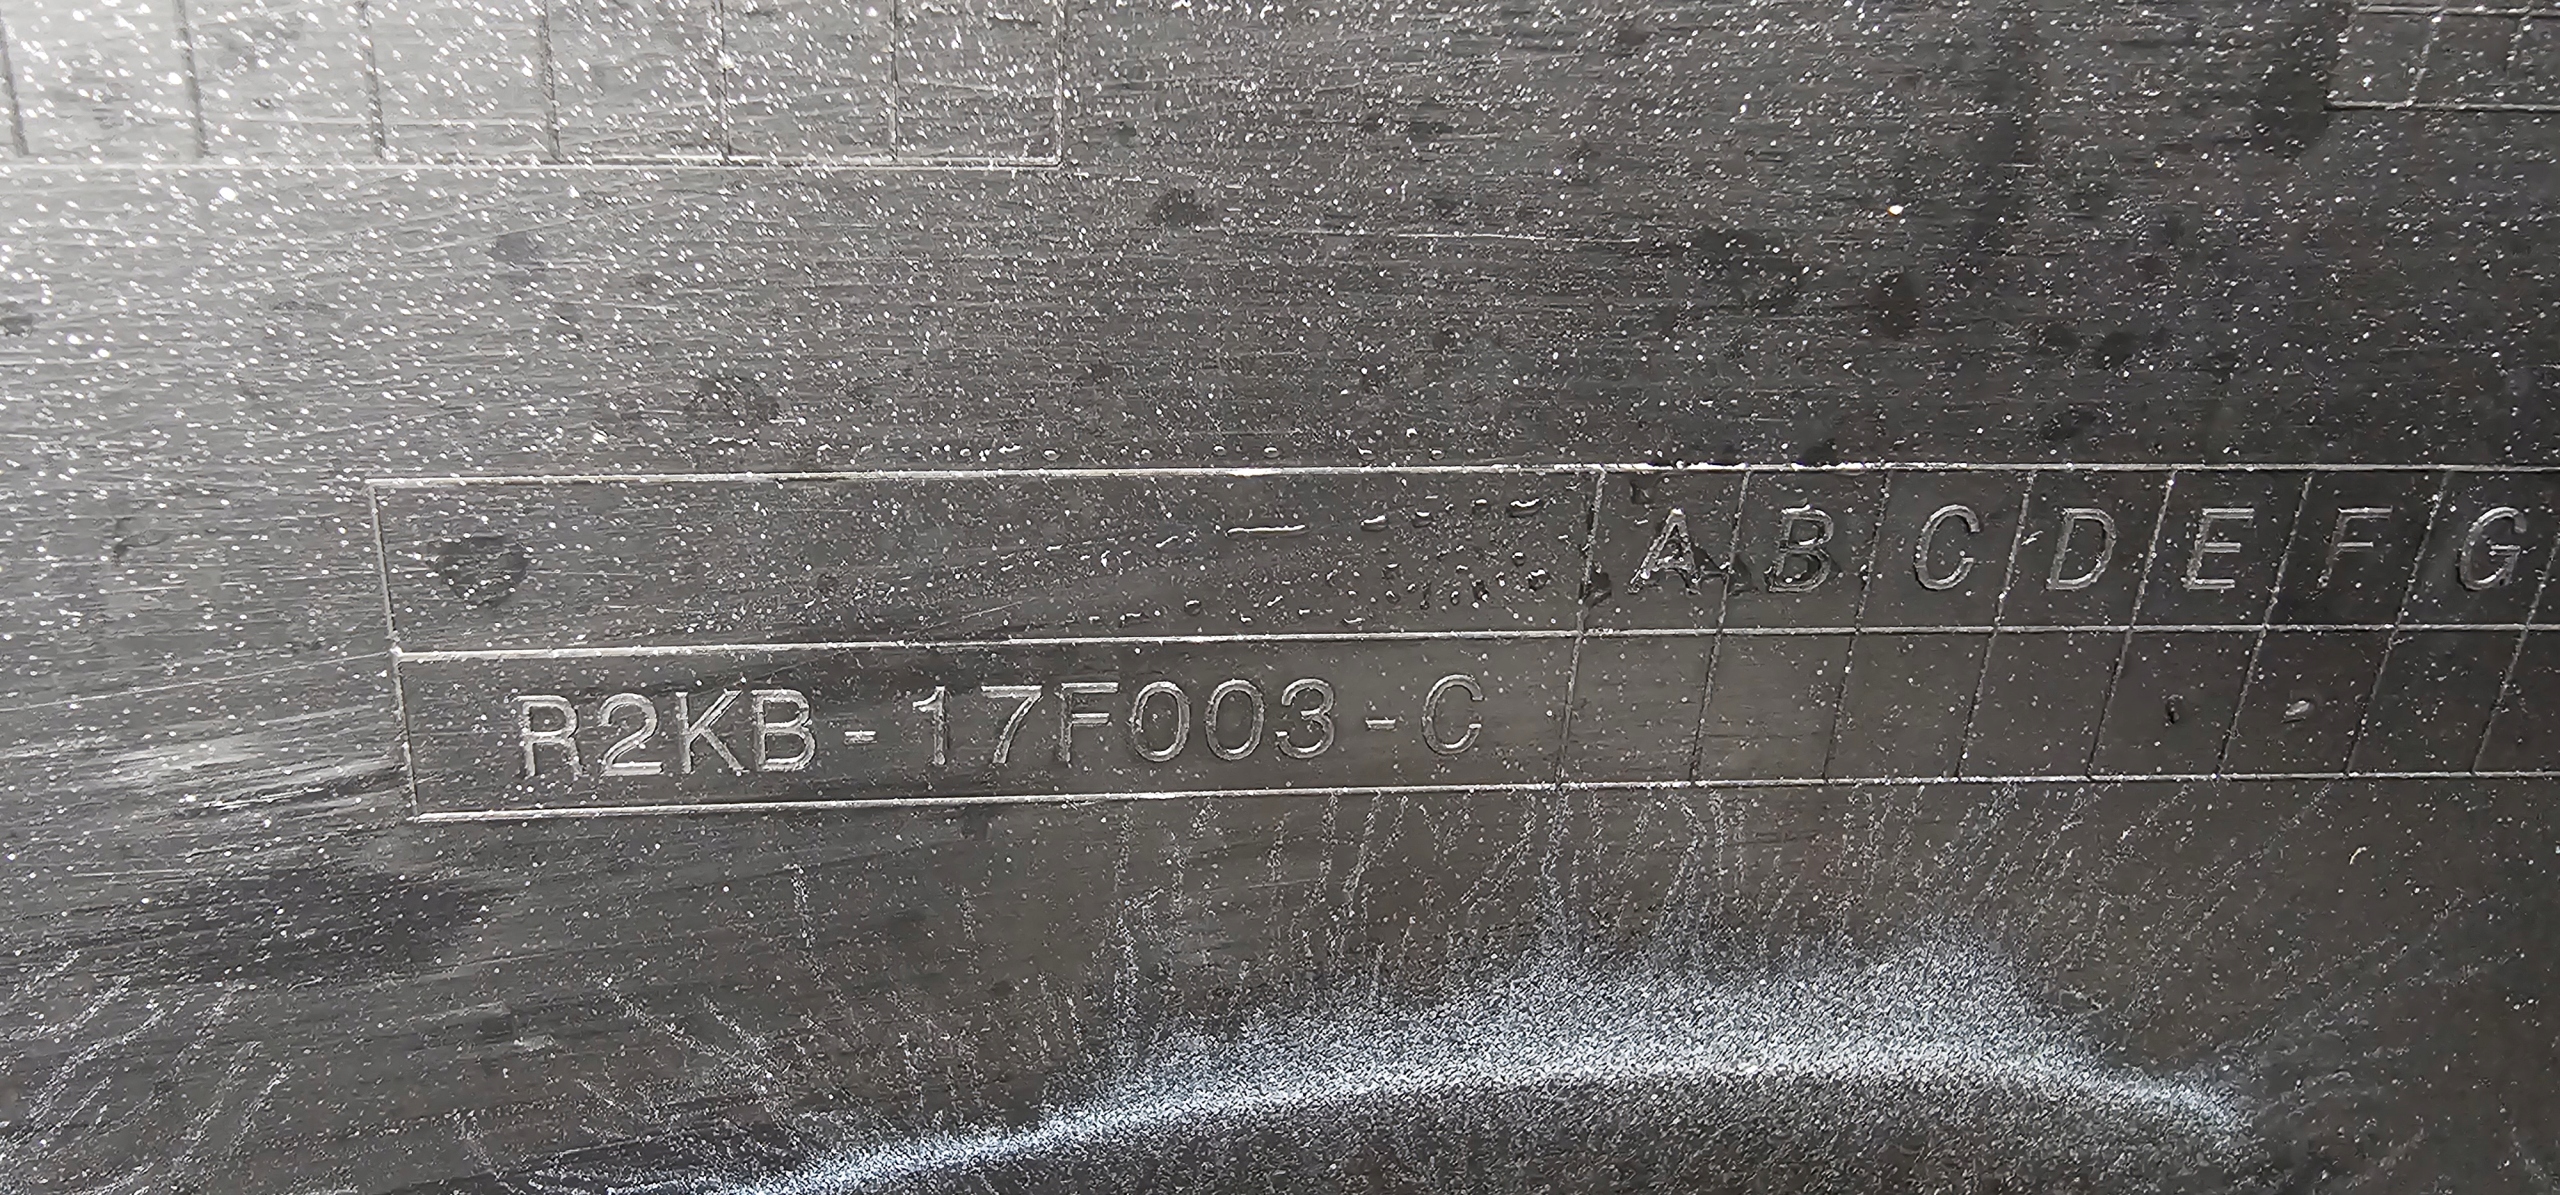 A B C D E F G
R2KB-17F003-C